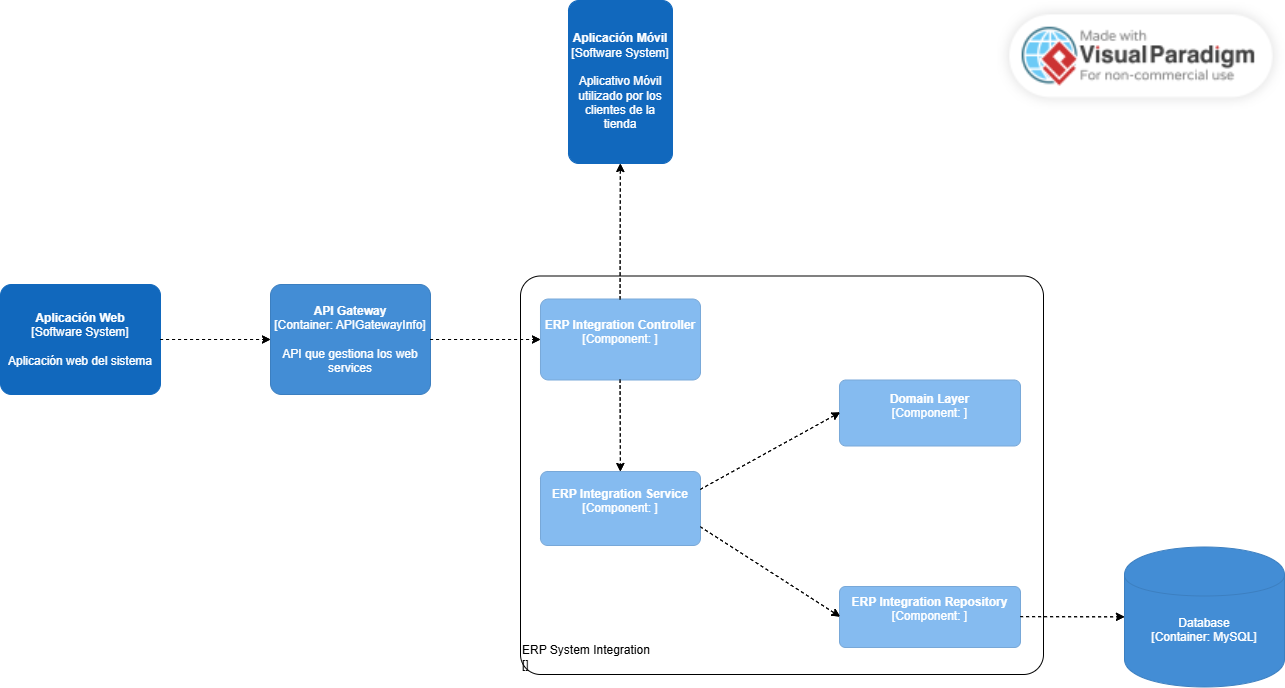 Aplicación Móvil
[Software System]
Aplicativo Móvil
utilizado por los
clientes de la
tienda
Made with
Visual Paradigm
For non-commercial use
Aplicación Web
[Software System]
Aplicación web del sistema
API Gateway
[Container: APIGatewayInfo]
API que gestiona los web
services
ERP Integration Controller
[Component: ]
Domain Layer
[Component: ]
ERP Integration Service
[Component: ]
ERP Integration Repository
[Component: ]
Database
[Container: MySQL]
ERP System Integration
[]